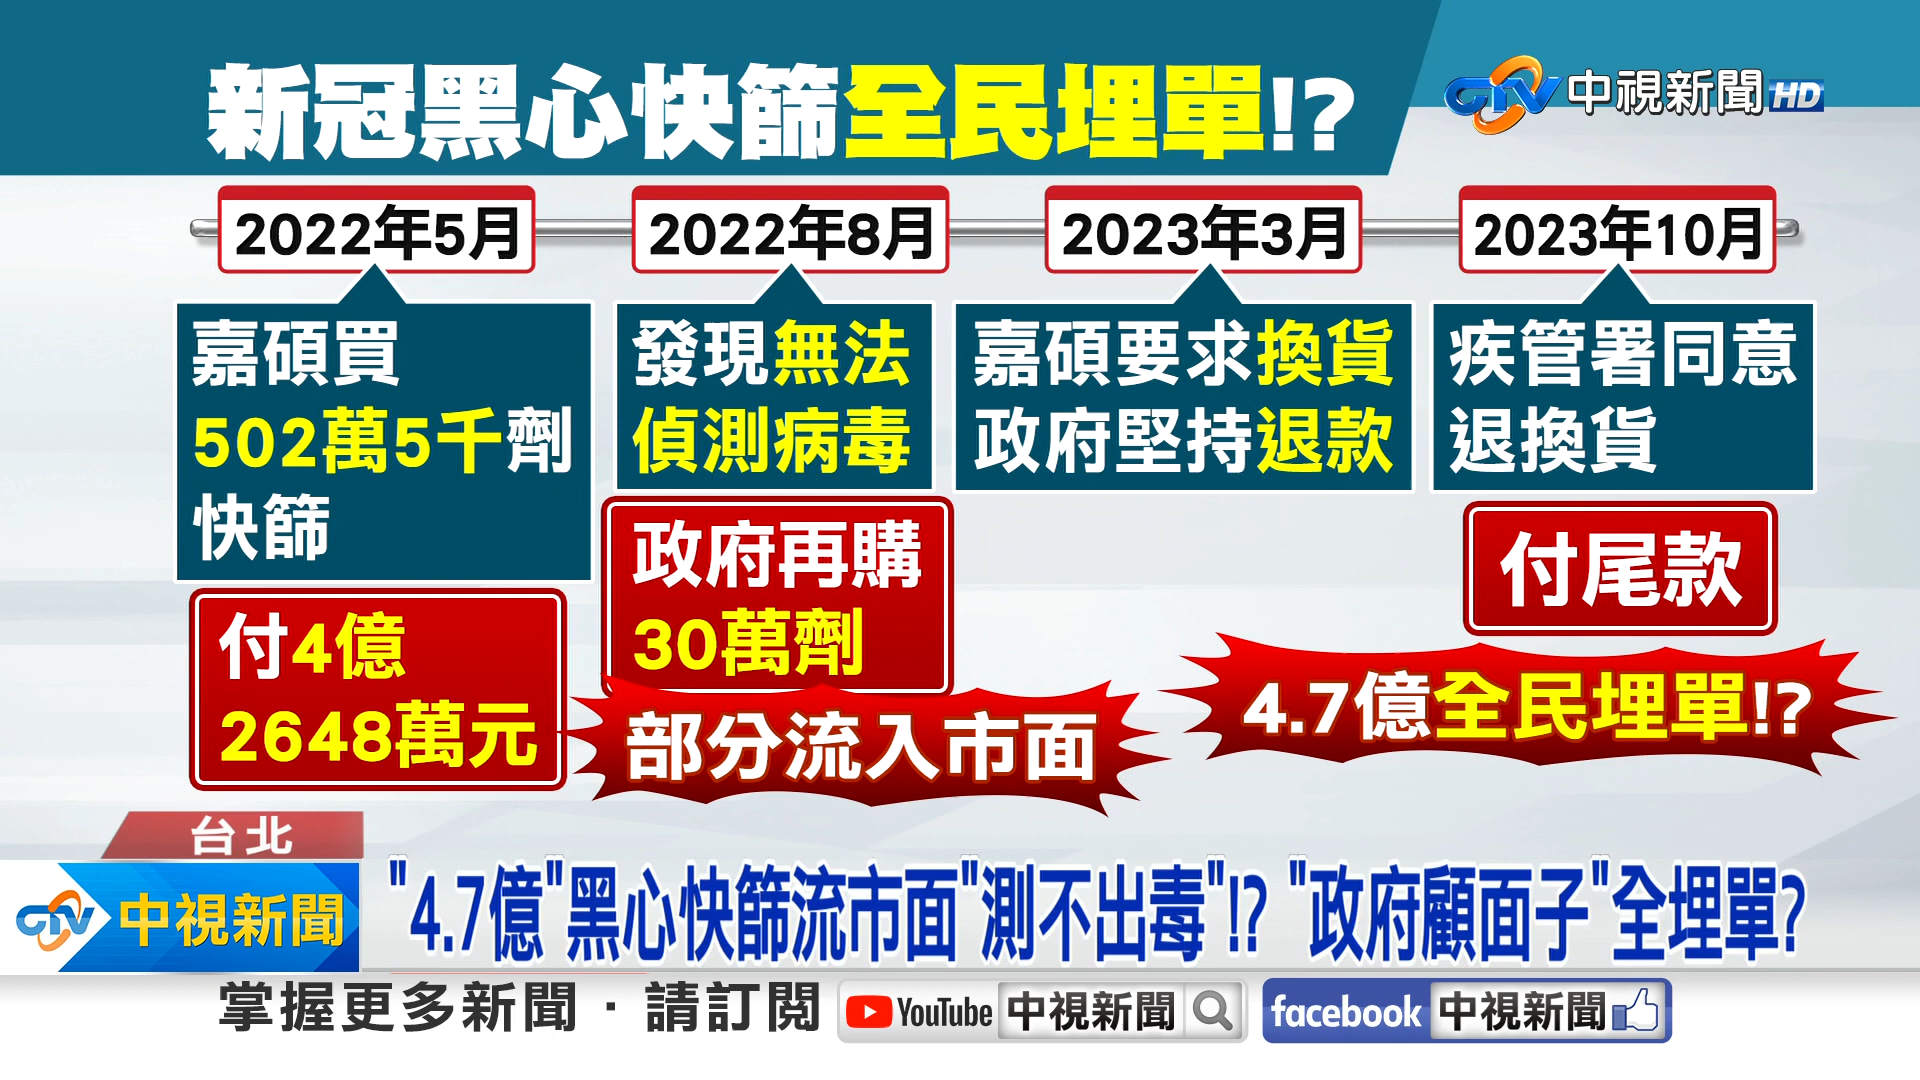 新冠黑心快篩全民埋單!?
CTV中視新聞HD
2022年5月
嘉碩買
502萬5千劑
快篩
付4億
2648萬元
2022年8月
發現無法
偵測病毒
政府再購
30萬劑
部分流入市面
2023年3月
嘉碩要求換貨
政府堅持退款
2023年10月
疾管署同意
退換貨
付尾款
4.7億全民埋單!?
台北
CTV 中視新聞
"4.7億"黑心快篩流市面"測不出毒"!? "政府顧面子"全埋單?
掌握更多新聞・請訂閱 YouTube 中視新聞 facebook 中視新聞